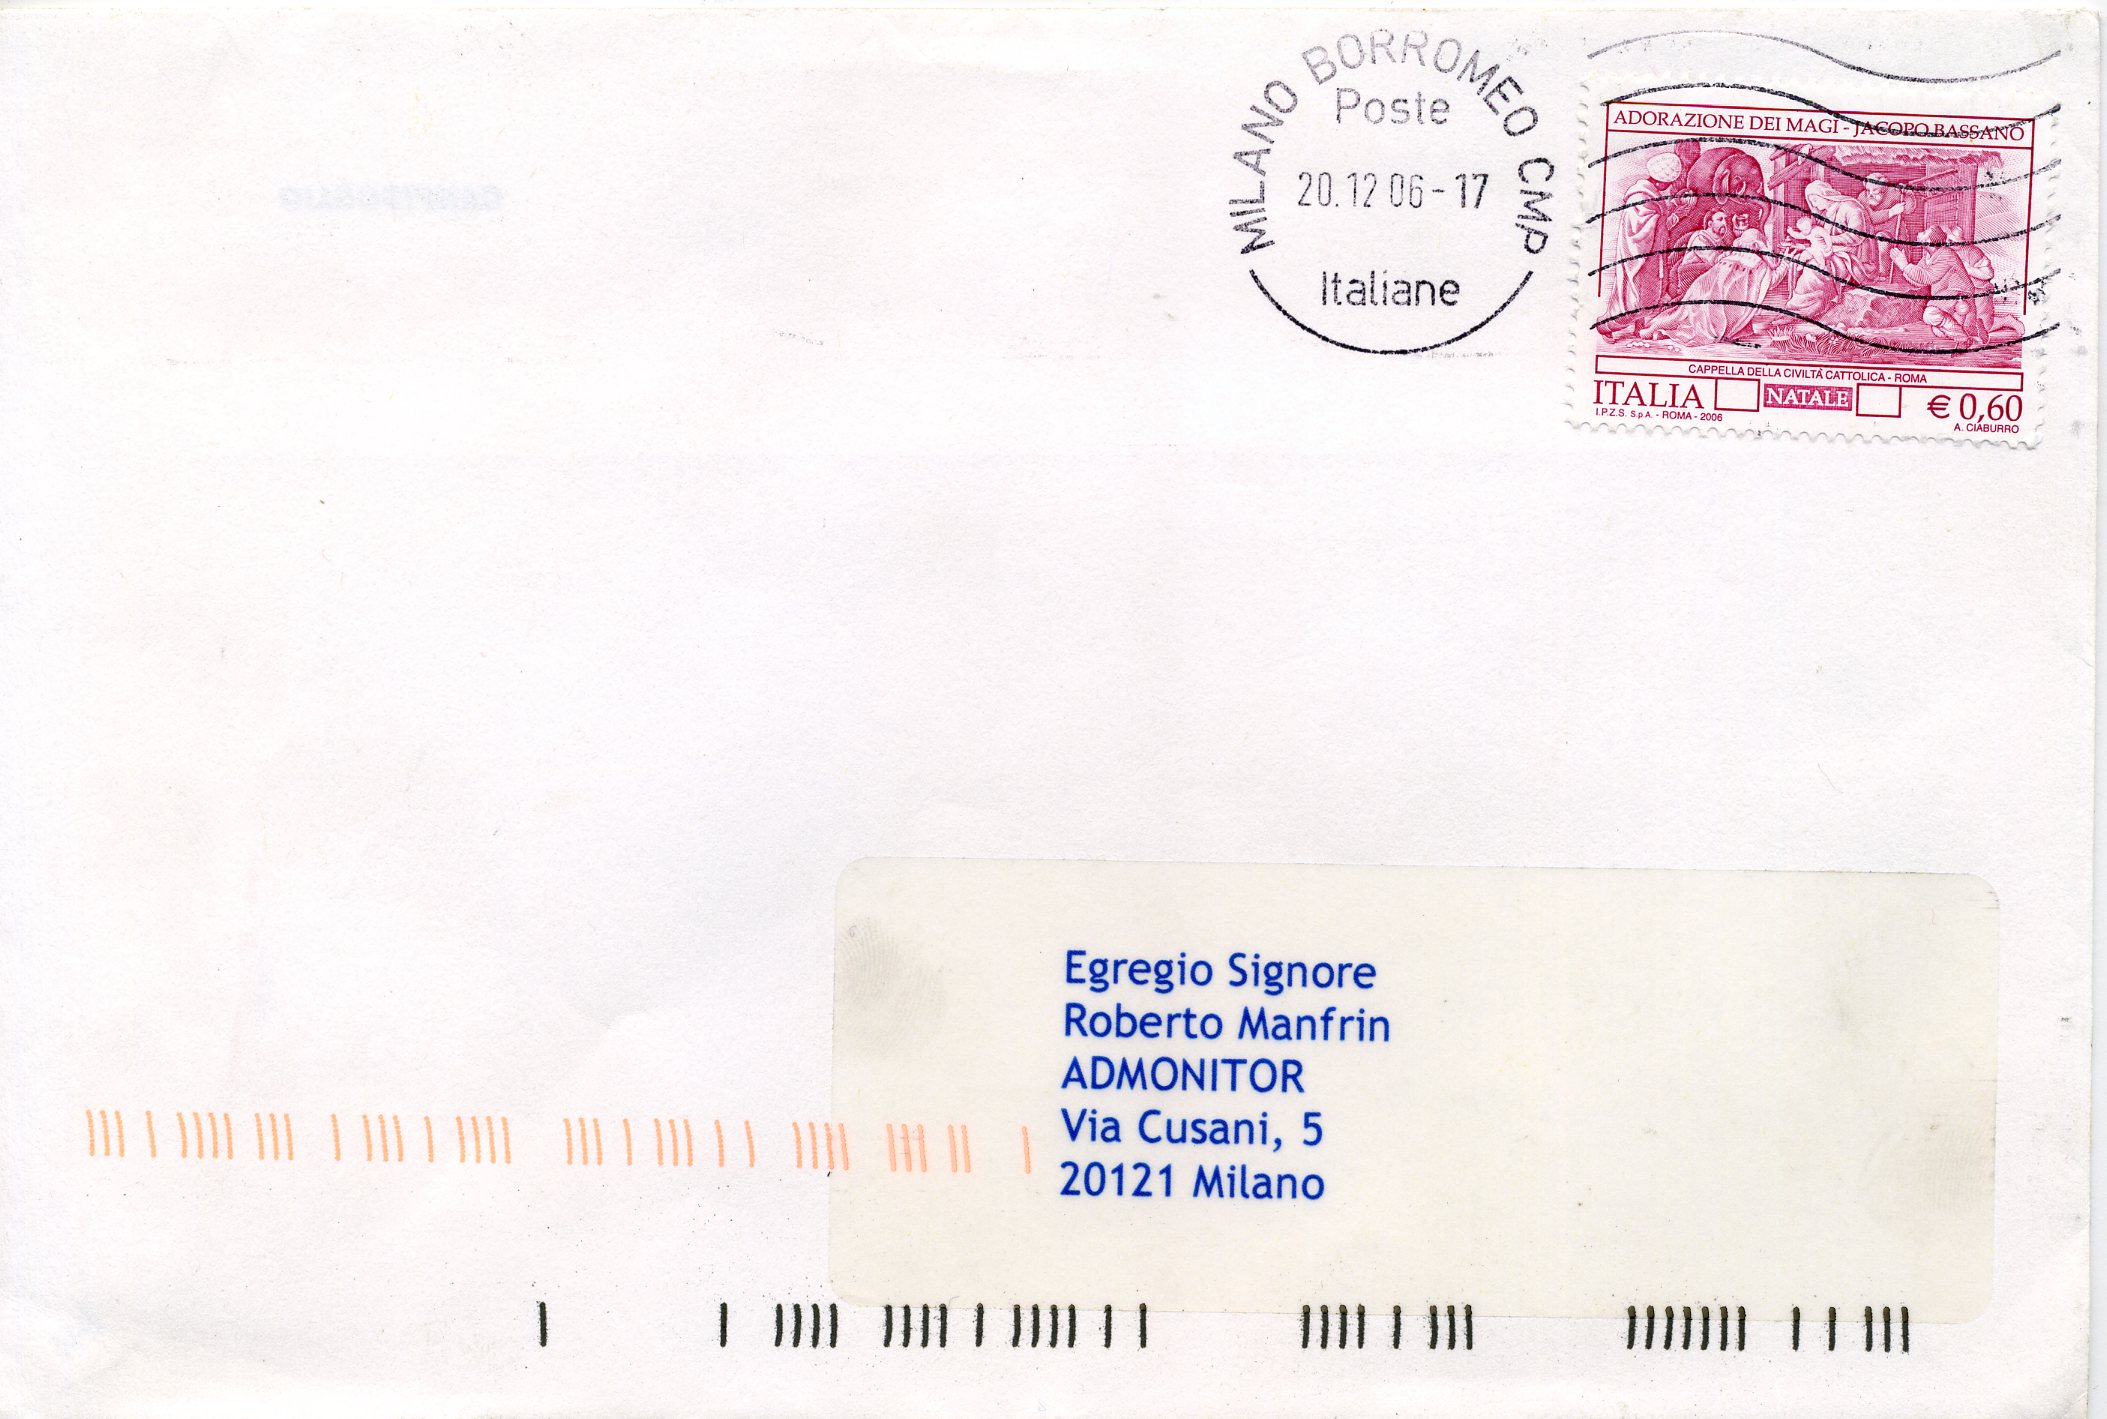 MILANO BORROMEO CMP
Poste
20.12 06-17
Italiane
ADORAZIONE DEI MAGI - JACOPO BASSANO
CAPPELLA DELLA CIVILTÀ CATTOLICA - ROMA
ITALIA NATALE € 0,60
I.P.Z.S. S.p.A. - ROMA - 2006
A. CIABURRO
Egregio Signore
Roberto Manfrin
ADMONITOR
Via Cusani, 5
20121 Milano